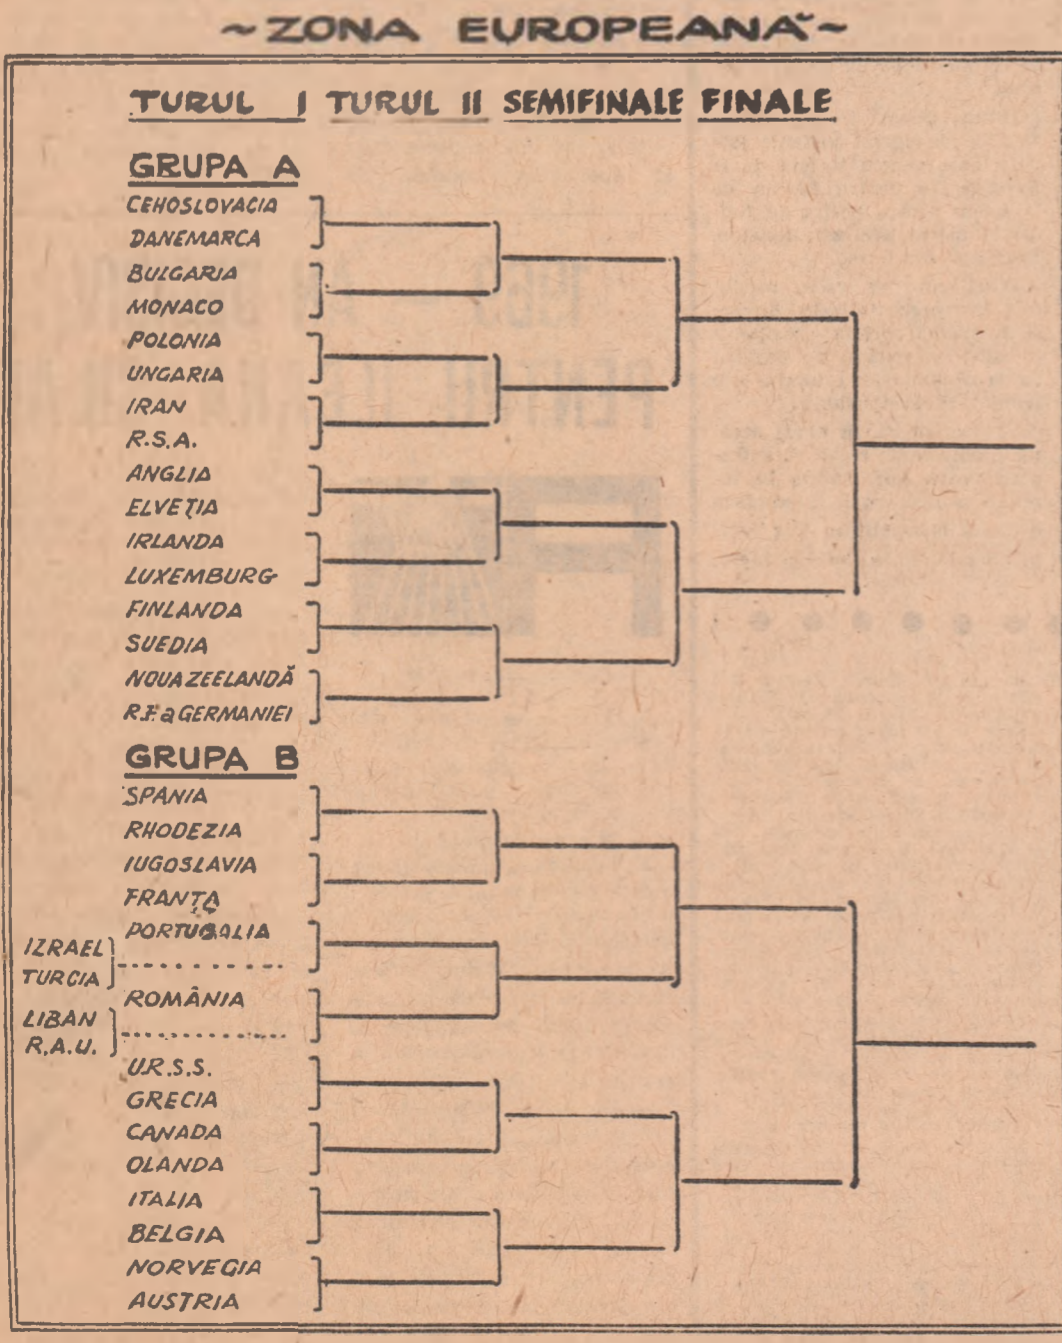 ~ZONA EUROPEANĂ~
TURUL I TURUL II SEMIFINALE FINALE
GRUPA A
CEHOSLOVACIA
DANEMARCA
BULGARIA
MONACO
POLONIA
UNGARIA
IRAN
R.S.A.
ANGLIA
ELVEŢIA
IRLANDA
LUXEMBURG
FINLANDA
SUEDIA
NOUA ZEELANDĂ
R.F. a GERMANIEI
GRUPA B
SPANIA
RHODEZIA
IUGOSLAVIA
FRANŢA
PORTUGALIA
IZRAEL
TURCIA
ROMÂNIA
LIBAN
R.A.U.
U.R.S.S.
GRECIA
CANADA
OLANDA
ITALIA
BELGIA
NORVEGIA
AUSTRIA